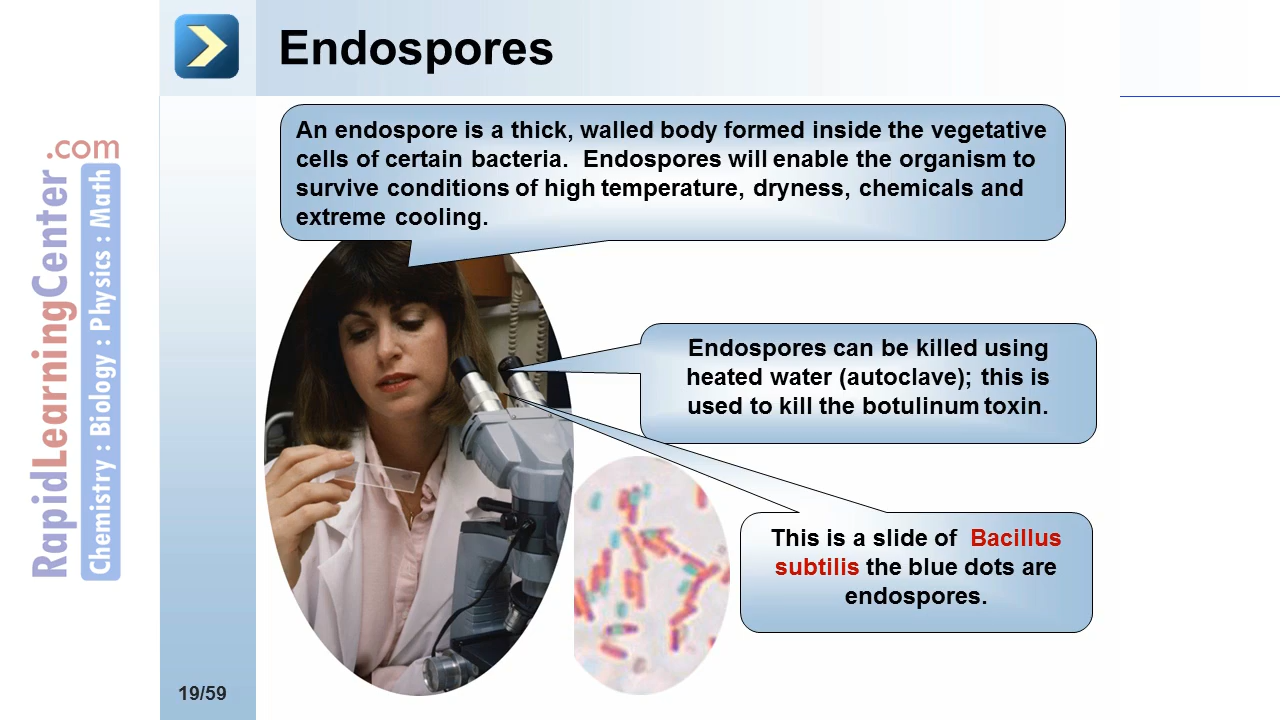 Endospores
An endospore is a thick, walled body formed inside the vegetative
cells of certain bacteria.  Endospores will enable the organism to
survive conditions of high temperature, dryness, chemicals and
extreme cooling.
Endospores can be killed using
heated water (autoclave); this is
used to kill the botulinum toxin.
This is a slide of  Bacillus
subtilis the blue dots are
endospores.
RapidLearningCenter.com
Chemistry : Biology : Physics : Math
19/59